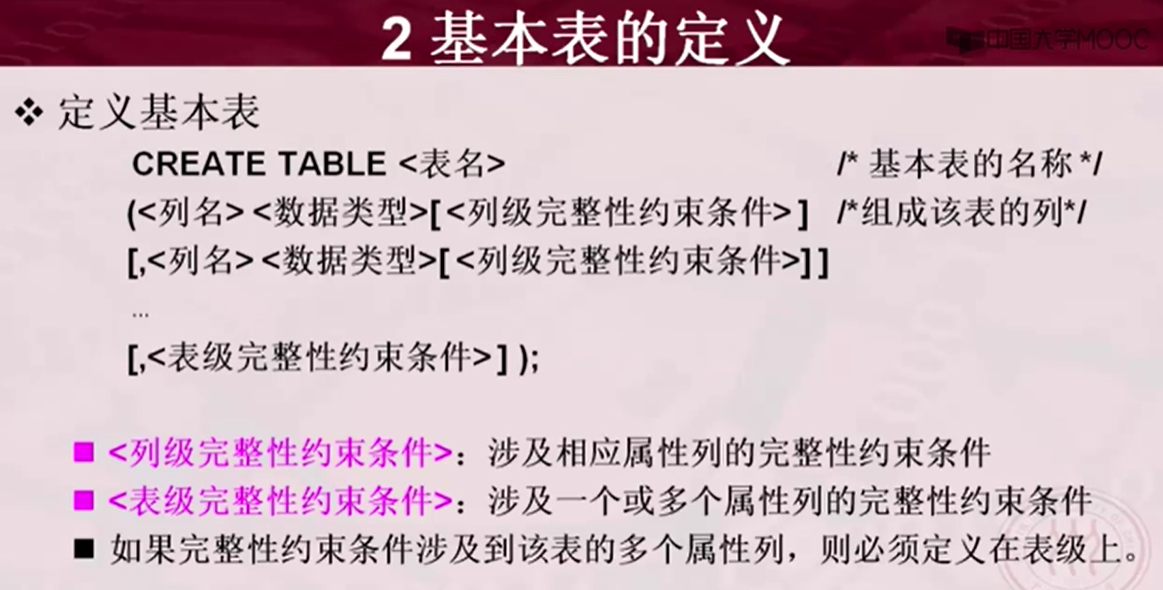 2 基本表的定义
中国大学MOOC
❖ 定义基本表
CREATE TABLE <表名> /* 基本表的名称 */
(<列名> <数据类型>[ <列级完整性约束条件> ] /*组成该表的列*/
[,<列名> <数据类型>[ <列级完整性约束条件>] ]
…
[,<表级完整性约束条件> ] );
■ <列级完整性约束条件>：涉及相应属性列的完整性约束条件
■ <表级完整性约束条件>：涉及一个或多个属性列的完整性约束条件
■ 如果完整性约束条件涉及到该表的多个属性列，则必须定义在表级上。